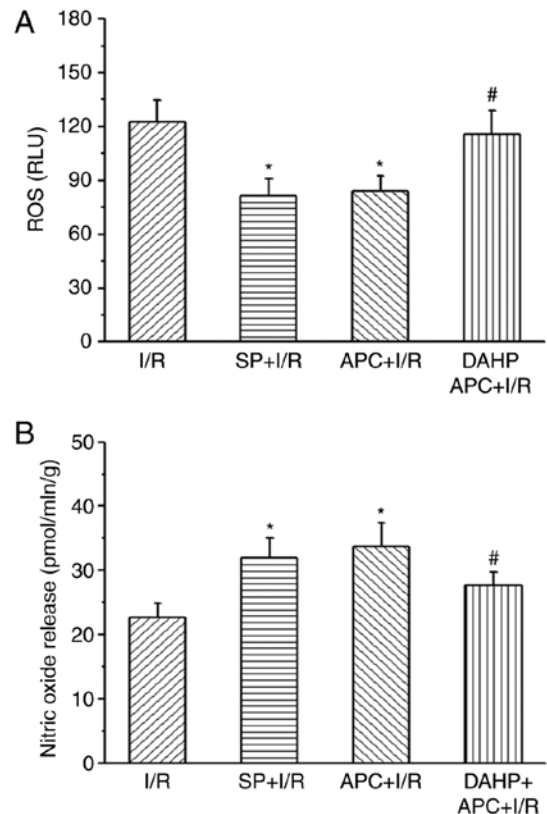 A
180
150
120
90
60
30
0
ROS (RLU)
*
*
#
I/R
SP+I/R
APC+I/R
DAHP
APC+I/R
B
50
40
30
20
10
0
Nitric oxide release (pmol/mln/g)
*
*
#
I/R
SP+I/R
APC+I/R
DAHP+
APC+I/R